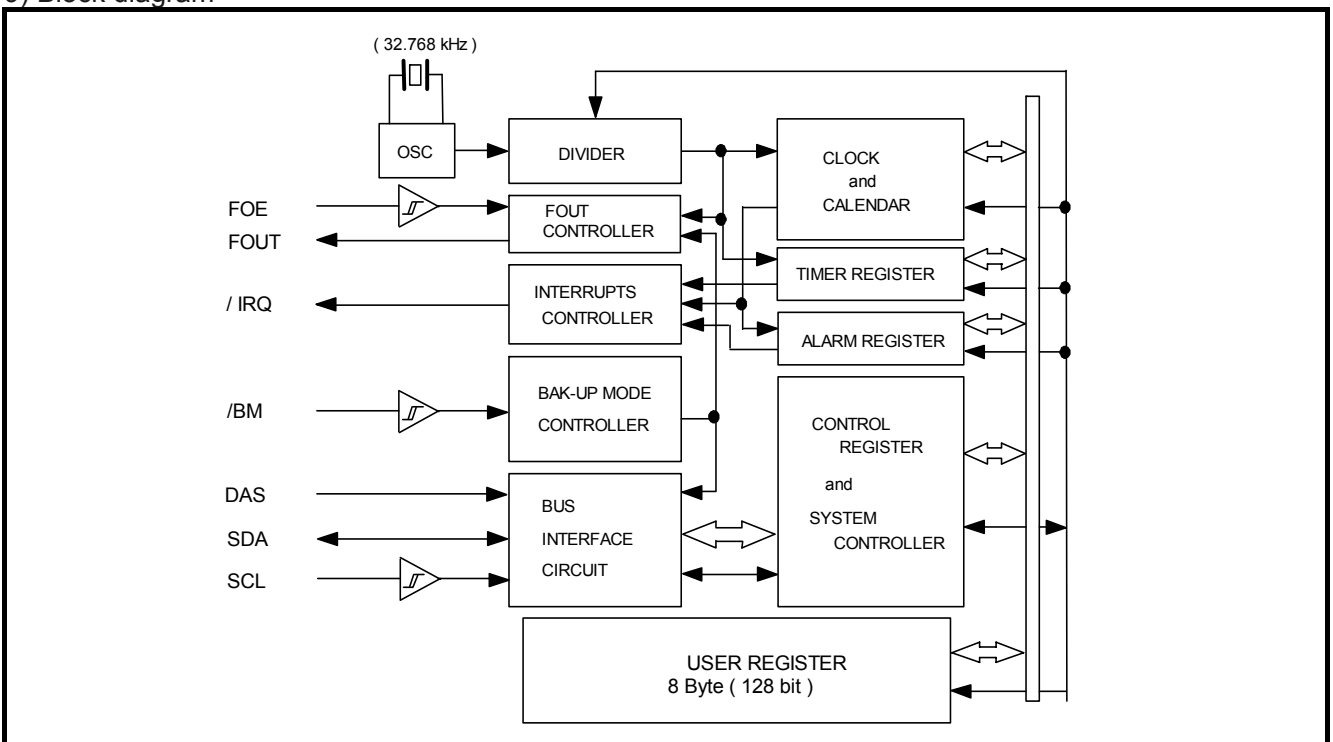 ( 32.768 kHz )
OSC
DIVIDER
CLOCK
and
CALENDAR
FOE
FOUT
FOUT
CONTROLLER
TIMER REGISTER
/ IRQ
INTERRUPTS
CONTROLLER
ALARM REGISTER
/BM
BAK-UP MODE
CONTROLLER
CONTROL
REGISTER
and
SYSTEM
CONTROLLER
DAS
SDA
SCL
BUS
INTERFACE
CIRCUIT
USER REGISTER
8 Byte ( 128 bit )